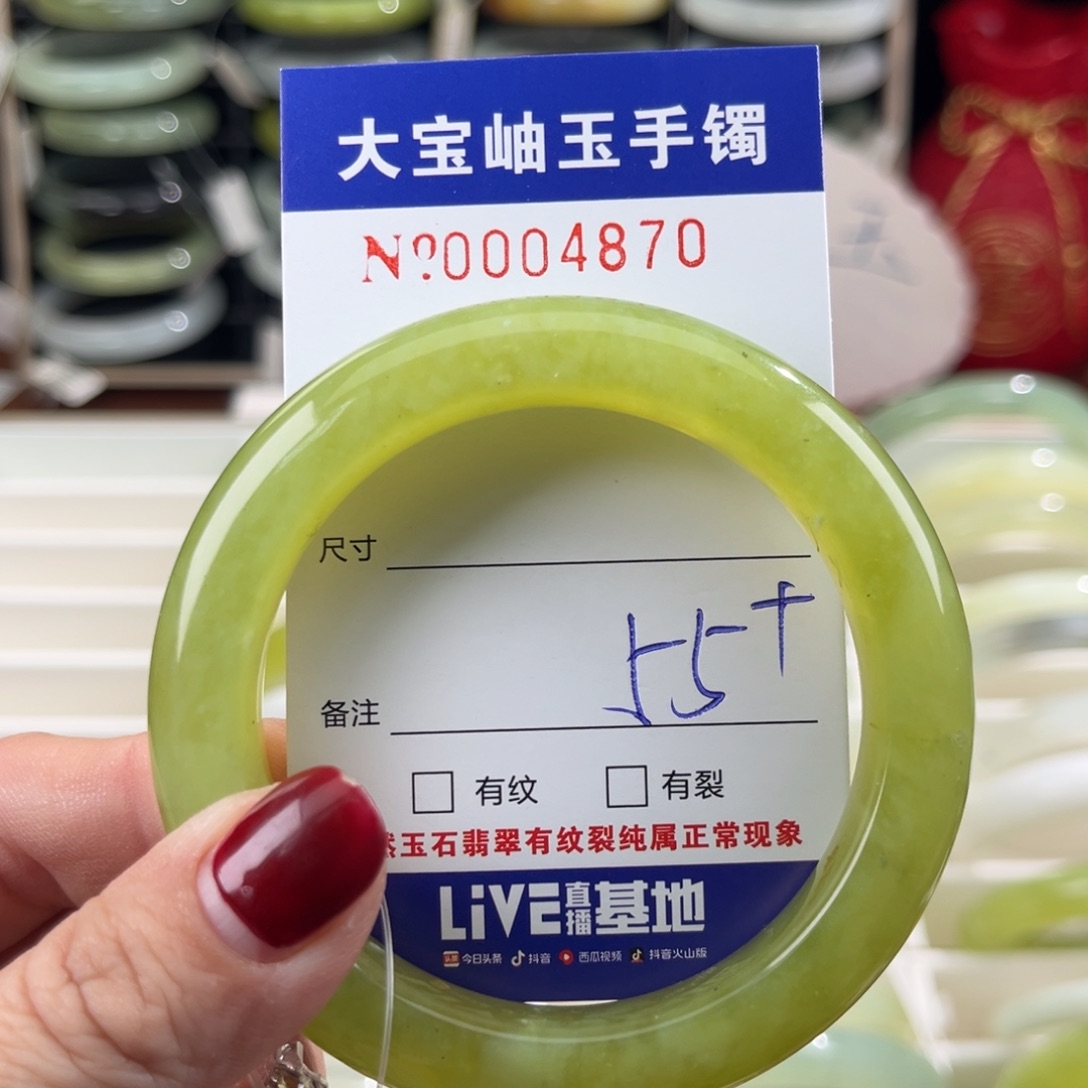 大宝岫玉手镯
Nº0004870
尺寸
55+
备注
有纹 有裂
然玉石翡翠有纹裂纯属正常现象
LiVE直播基地
今日头条 抖音 西瓜视频 抖音火山版